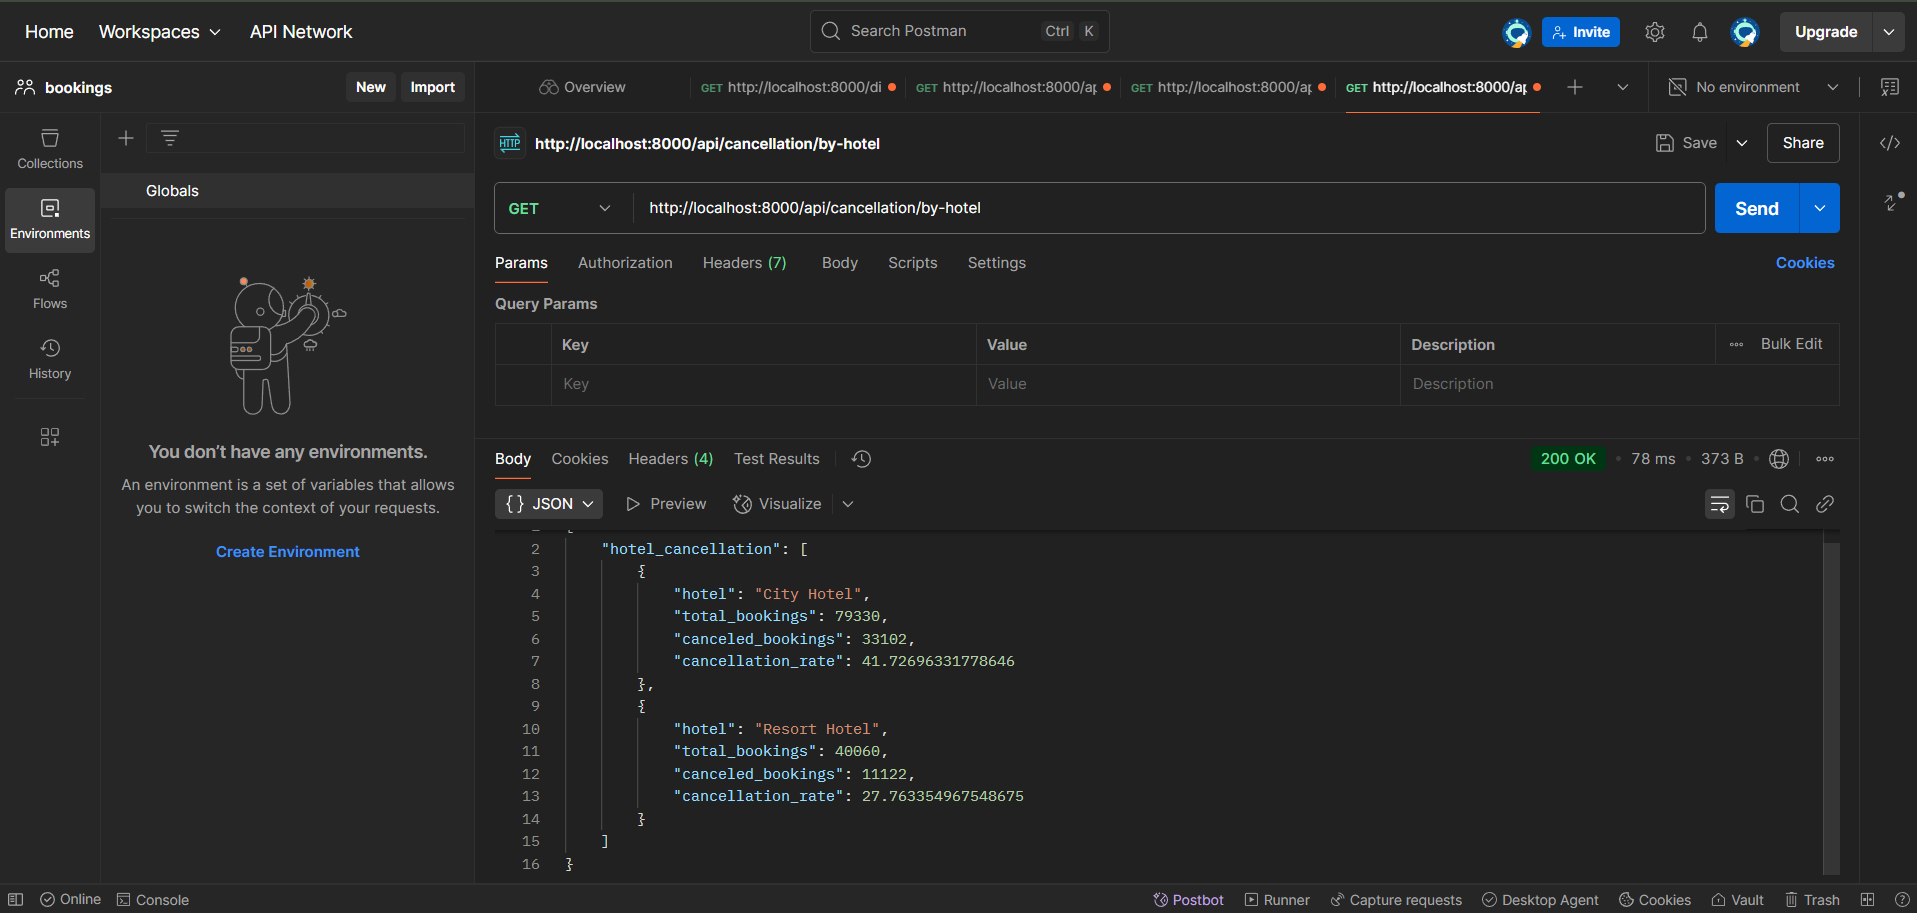 Home Workspaces API Network Search Postman Ctrl K Invite Upgrade
bookings New Import Overview GET http://localhost:8000/di GET http://localhost:8000/ap GET http://localhost:8000/ap GET http://localhost:8000/ap No environment
Collections
Environments
Flows
History
Globals
You don’t have any environments.
An environment is a set of variables that allows
you to switch the context of your requests.
Create Environment
HTTP http://localhost:8000/api/cancellation/by-hotel Save Share
GET http://localhost:8000/api/cancellation/by-hotel Send
Params Authorization Headers (7) Body Scripts Settings Cookies
Query Params
Key Value Description Bulk Edit
Key Value Description
Body Cookies Headers (4) Test Results 200 OK 78 ms 373 B
{} JSON Preview Visualize
2 "hotel_cancellation": [
3 {
4 "hotel": "City Hotel",
5 "total_bookings": 79330,
6 "canceled_bookings": 33102,
7 "cancellation_rate": 41.72696331778646
8 },
9 {
10 "hotel": "Resort Hotel",
11 "total_bookings": 40060,
12 "canceled_bookings": 11122,
13 "cancellation_rate": 27.763354967548675
14 }
15 ]
16 }
Online Console Postbot Runner Capture requests Desktop Agent Cookies Vault Trash